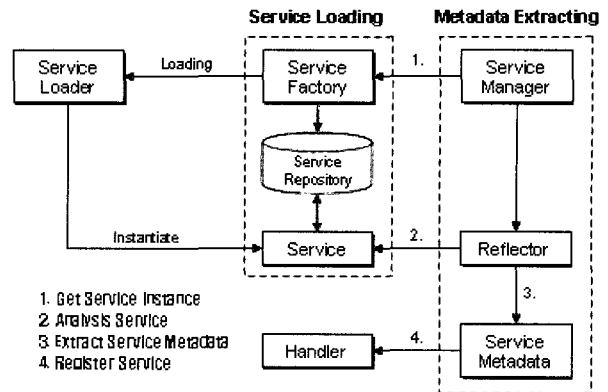 Service Loading
Metadata Extracting
Service
Loader
Loading
Service
Factory
1.
Service
Manager
Service
Repository
Instantiate
Service
2.
Reflector
3.
1. Get Service Instance
2. Analysis Service
3. Extract Service Metadata
4. Register Service
Handler
4.
Service
Metadata